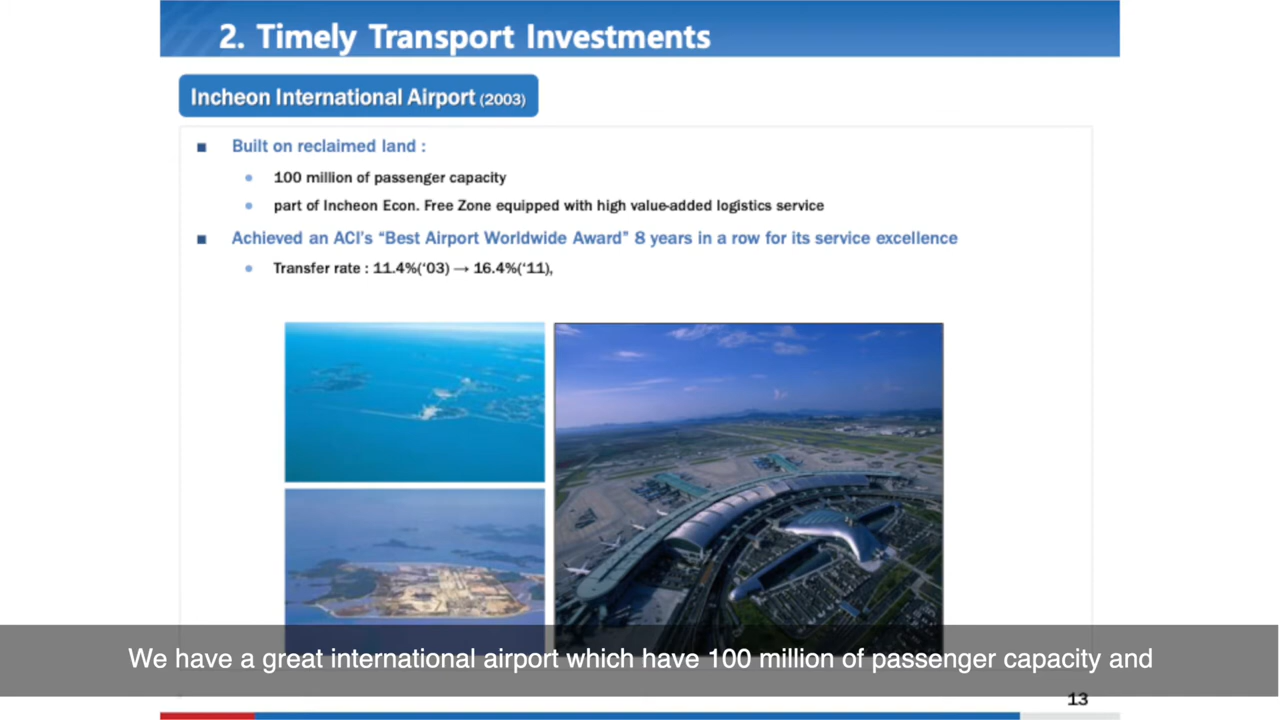 2. Timely Transport Investments
Incheon International Airport (2003)
Built on reclaimed land :
100 million of passenger capacity
part of Incheon Econ. Free Zone equipped with high value-added logistics service
Achieved an ACI's “Best Airport Worldwide Award” 8 years in a row for its service excellence
Transfer rate : 11.4%(‘03) → 16.4%(‘11),
We have a great international airport which have 100 million of passenger capacity and
13